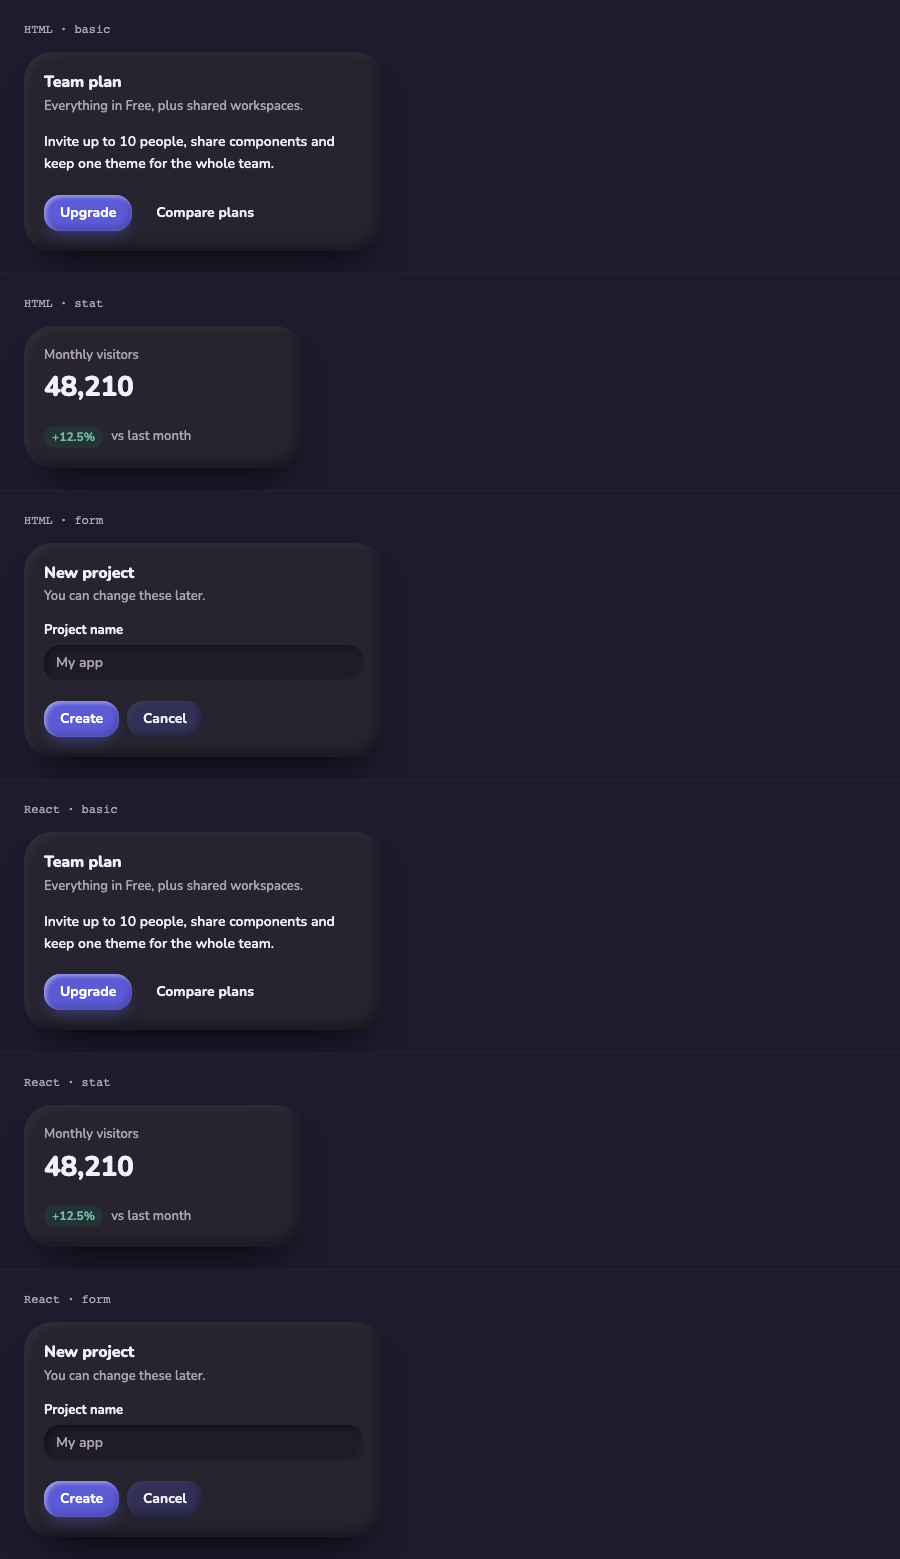 HTML · basic
Team plan
Everything in Free, plus shared workspaces.
Invite up to 10 people, share components and
keep one theme for the whole team.
Upgrade Compare plans
HTML · stat
Monthly visitors
48,210
+12.5% vs last month
HTML · form
New project
You can change these later.
Project name
My app
Create Cancel
React · basic
Team plan
Everything in Free, plus shared workspaces.
Invite up to 10 people, share components and
keep one theme for the whole team.
Upgrade Compare plans
React · stat
Monthly visitors
48,210
+12.5% vs last month
React · form
New project
You can change these later.
Project name
My app
Create Cancel